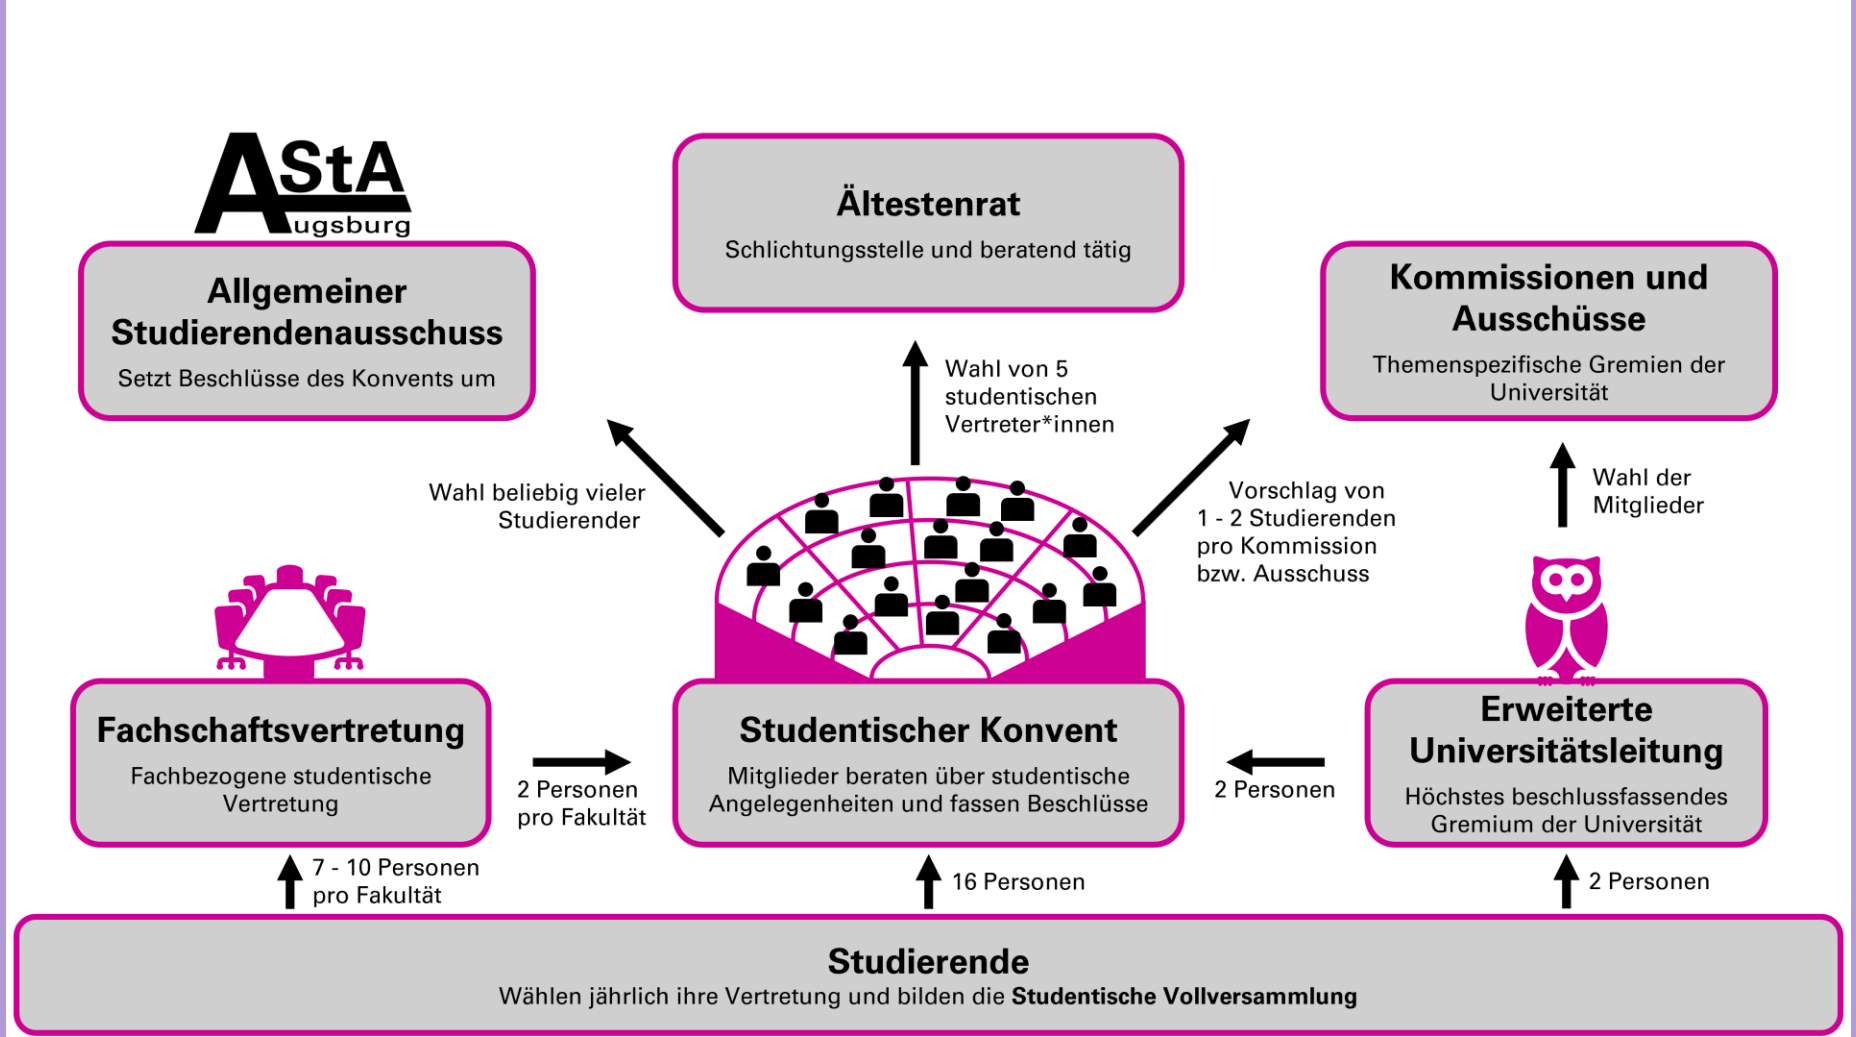 AStA
Augsburg
Allgemeiner
Studierendenausschuss
Setzt Beschlüsse des Konvents um
Ältestenrat
Schlichtungsstelle und beratend tätig
Kommissionen und
Ausschüsse
Themenspezifische Gremien der
Universität
Wahl beliebig vieler
Studierender
Wahl von 5
studentischen
Vertreter*innen
Vorschlag von
1 - 2 Studierenden
pro Kommission
bzw. Ausschuss
Wahl der
Mitglieder
Fachschaftsvertretung
Fachbezogene studentische
Vertretung
2 Personen
pro Fakultät
Studentischer Konvent
Mitglieder beraten über studentische
Angelegenheiten und fassen Beschlüsse
2 Personen
Erweiterte
Universitätsleitung
Höchstes beschlussfassendes
Gremium der Universität
7 - 10 Personen
pro Fakultät
16 Personen
2 Personen
Studierende
Wählen jährlich ihre Vertretung und bilden die Studentische Vollversammlung